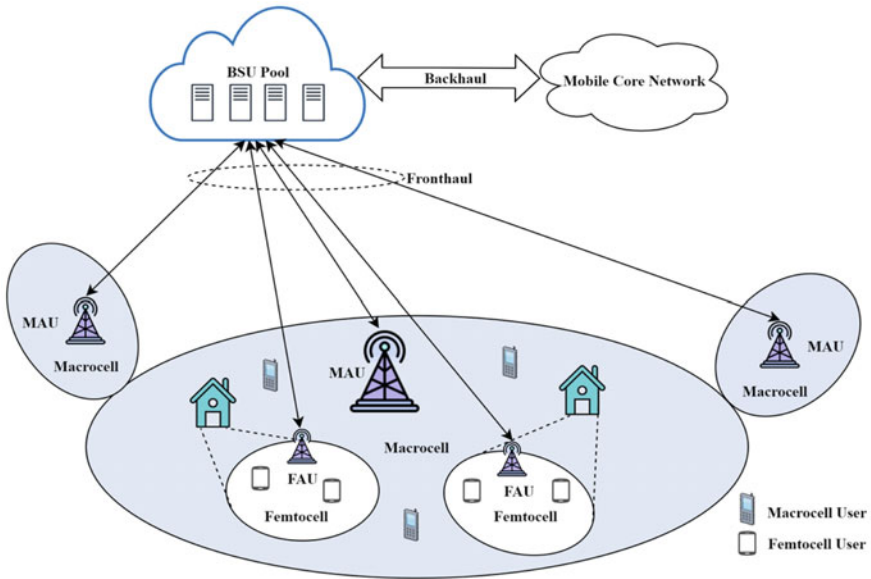 BSU Pool
Backhaul
Mobile Core Network
Fronthaul
MAU
Macrocell
MAU
MAU
Macrocell
Macrocell
FAU
Femtocell
FAU
Femtocell
Macrocell User
Femtocell User